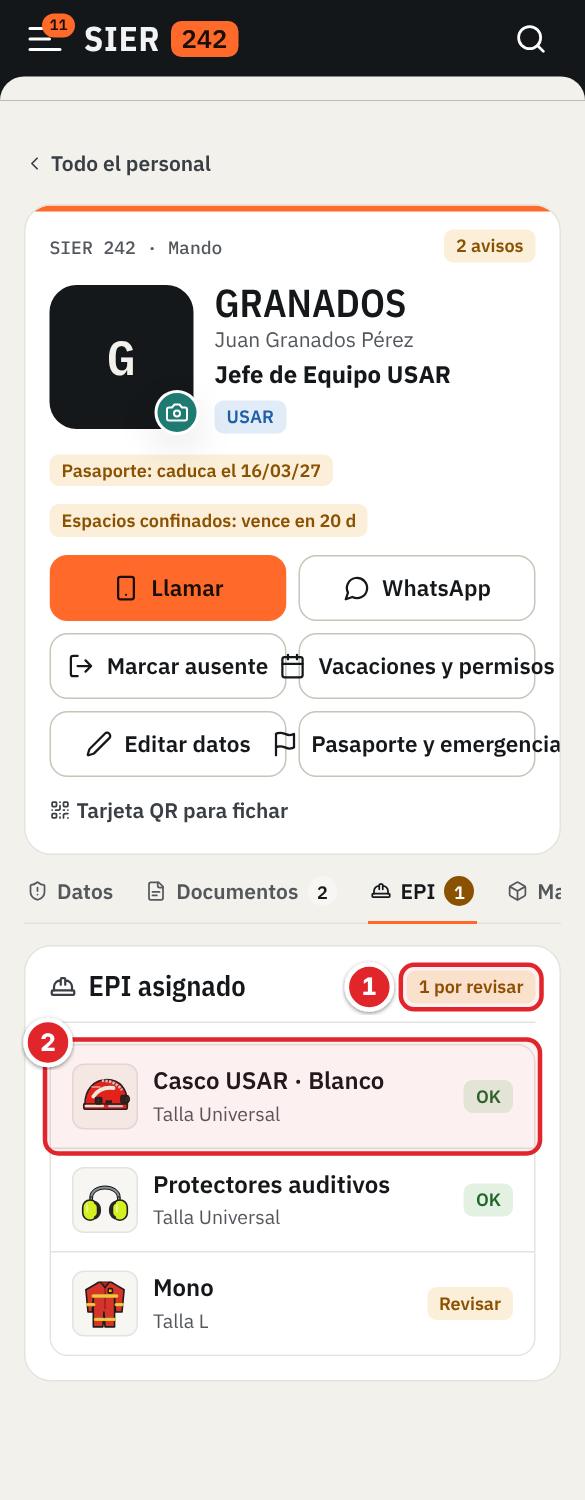 11
SIER 242
Todo el personal
SIER 242 · Mando
2 avisos
G
GRANADOS
Juan Granados Pérez
Jefe de Equipo USAR
USAR
Pasaporte: caduca el 16/03/27
Espacios confinados: vence en 20 d
Llamar
WhatsApp
Marcar ausente
Vacaciones y permisos
Editar datos
Pasaporte y emergencia
Tarjeta QR para fichar
Datos
Documentos 2
EPI 1
Ma
EPI asignado
1
1 por revisar
2
Casco USAR · Blanco
Talla Universal
OK
Protectores auditivos
Talla Universal
OK
Mono
Talla L
Revisar